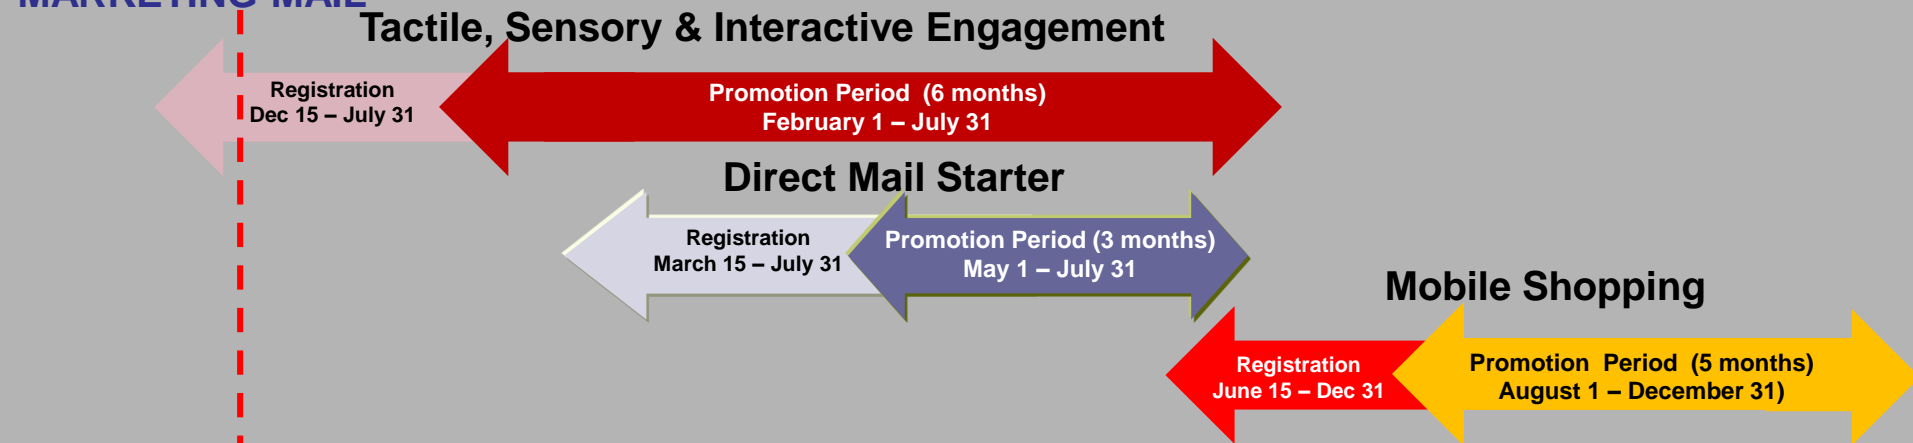 MARKETING MAIL
Tactile, Sensory & Interactive Engagement
Registration
Dec 15 – July 31
Promotion Period (6 months)
February 1 – July 31
Direct Mail Starter
Registration
March 15 – July 31
Promotion Period (3 months)
May 1 – July 31
Mobile Shopping
Registration
June 15 – Dec 31
Promotion Period (5 months)
August 1 – December 31)